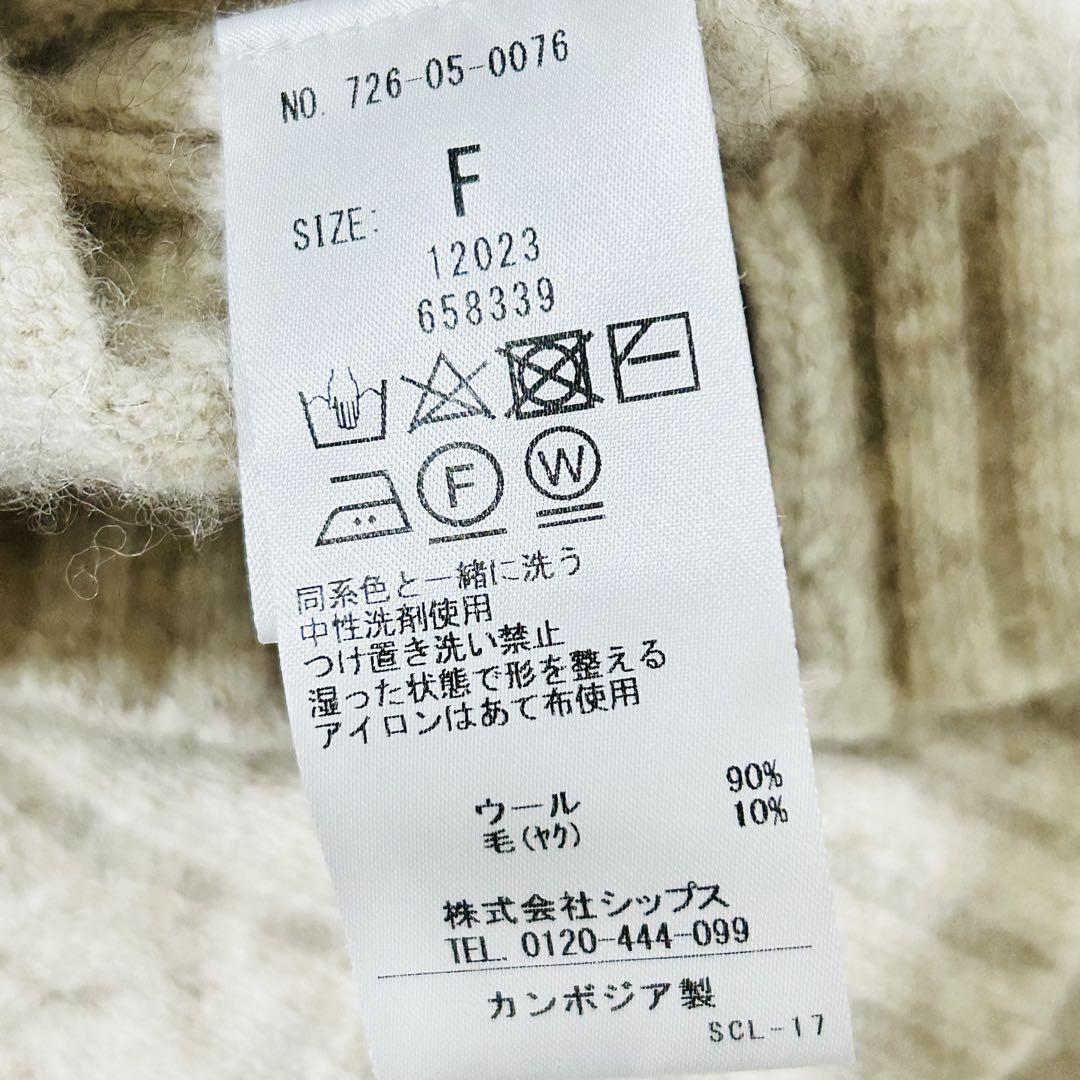 NO. 726-05-0076
SIZE: F
12023
658339
F W
同系色と一緒に洗う
中性洗剤使用
つけ置き洗い禁止
湿った状態で形を整える
アイロンはあて布使用
ウール 90%
毛(ヤク) 10%
株式会社シップス
TEL. 0120-444-099
カンボジア製
SCL-17